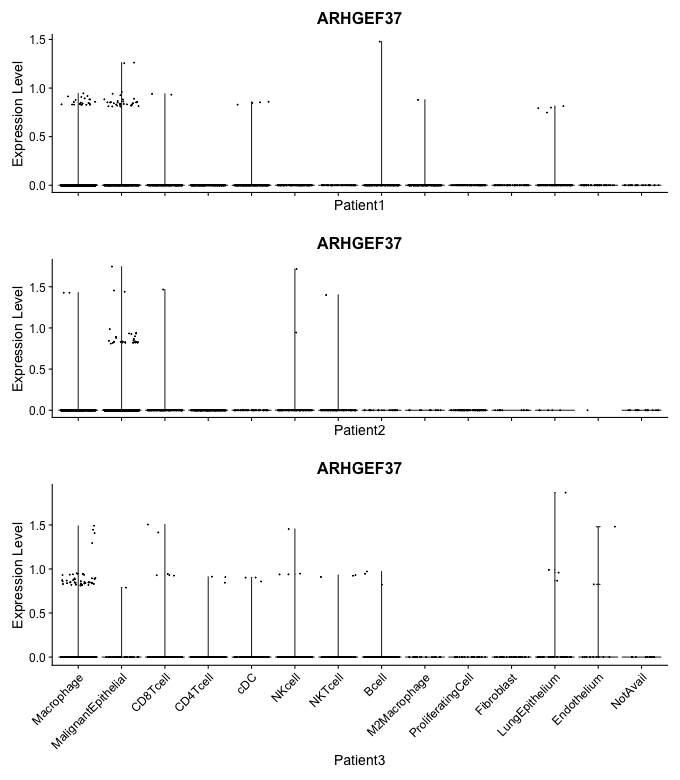 ARHGEF37
Expression Level
1.5
1.0
0.5
0.0
Patient1
ARHGEF37
Expression Level
1.5
1.0
0.5
0.0
Patient2
ARHGEF37
Expression Level
1.5
1.0
0.5
0.0
Macrophage
MalignantEpithelial
CD8Tcell
CD4Tcell
cDC
NKcell
NKTcell
Bcell
M2Macrophage
ProliferatingCell
Fibroblast
LungEpithelium
Endothelium
NotAvail
Patient3